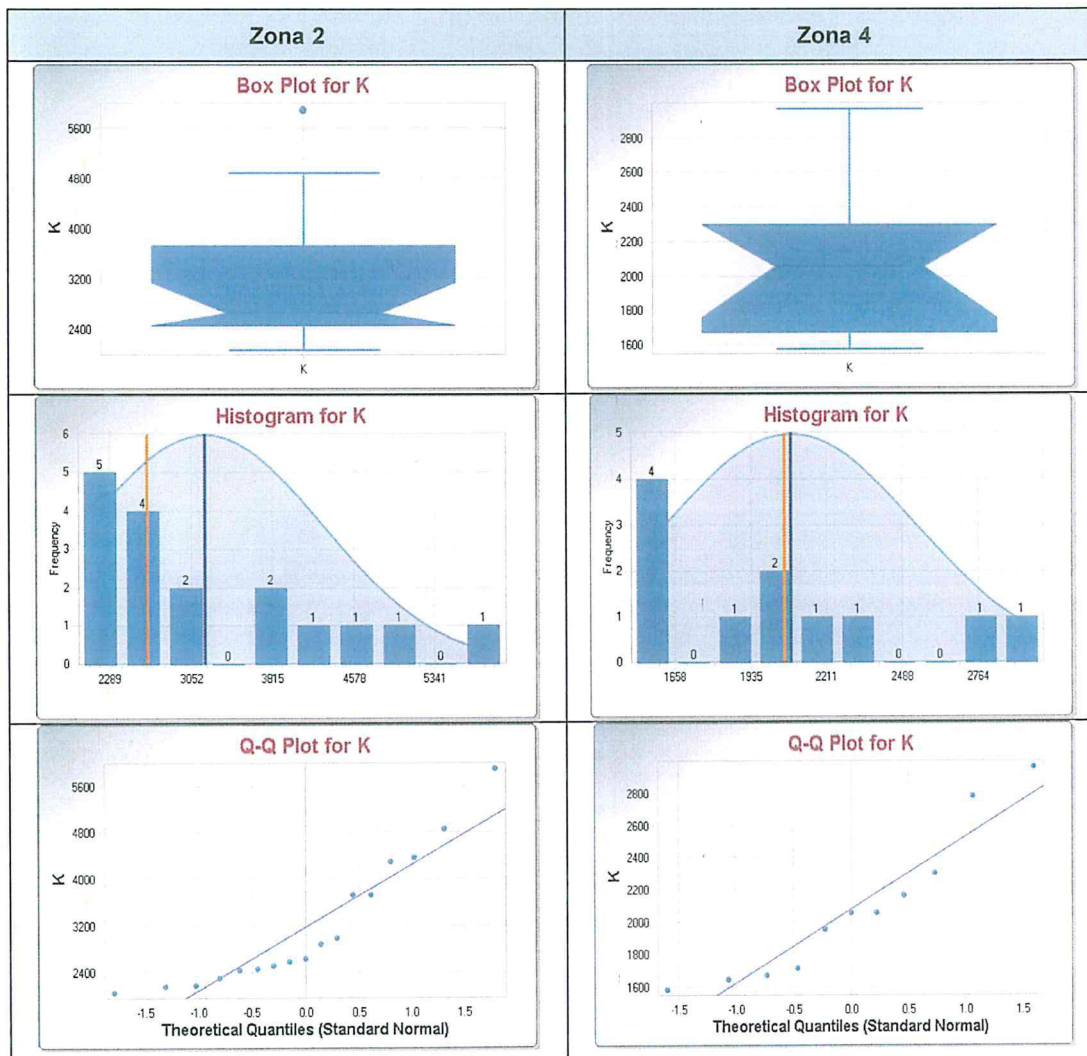 Zona 2
Zona 4
Box Plot for K
5600
4800
4000
3200
2400
K
K
Box Plot for K
2800
2600
2400
2200
2000
1800
1600
K
K
Histogram for K
6
5
4
3
2
1
0
Frequency
5
4
2
0
2
1
1
1
0
1
2289 3052 3815 4578 5341
Histogram for K
5
4
3
2
1
0
Frequency
4
0
1
2
1
1
0
0
1
1
1658 1935 2211 2488 2764
Q-Q Plot for K
5600
4800
4000
3200
2400
K
-1.5 -1.0 -0.5 0.0 0.5 1.0 1.5
Theoretical Quantiles (Standard Normal)
Q-Q Plot for K
2800
2600
2400
2200
2000
1800
1600
K
-1.5 -1.0 -0.5 0.0 0.5 1.0 1.5
Theoretical Quantiles (Standard Normal)